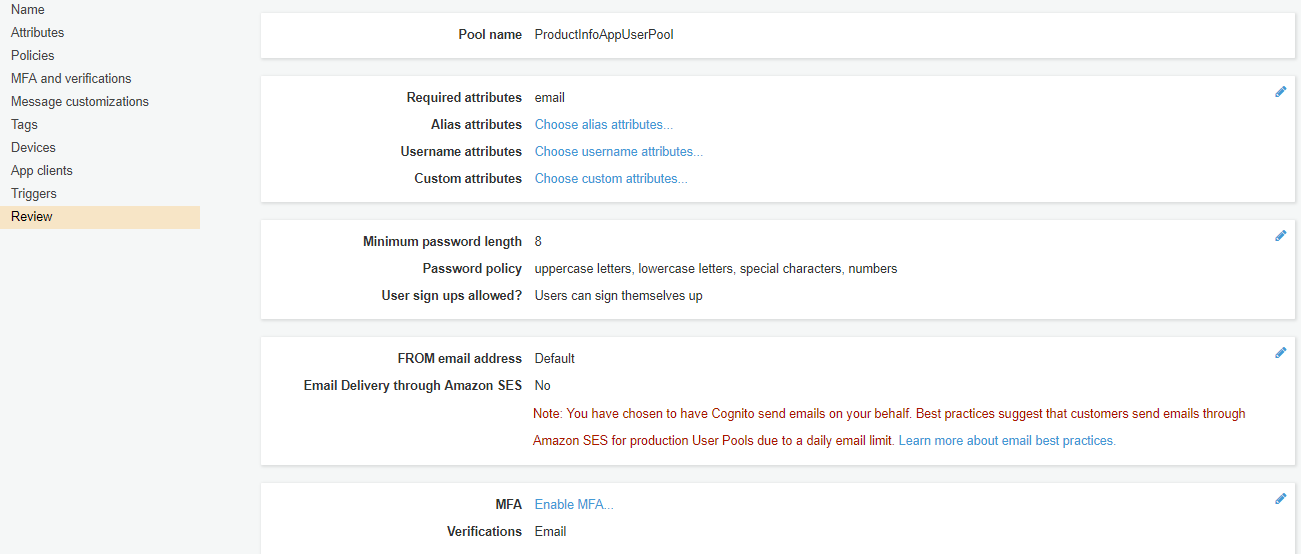 Name
Attributes
Policies
MFA and verifications
Message customizations
Tags
Devices
App clients
Triggers
Review
Pool name ProductInfoAppUserPool
Required attributes email
Alias attributes Choose alias attributes...
Username attributes Choose username attributes...
Custom attributes Choose custom attributes...
Minimum password length 8
Password policy uppercase letters, lowercase letters, special characters, numbers
User sign ups allowed? Users can sign themselves up
FROM email address Default
Email Delivery through Amazon SES No
Note: You have chosen to have Cognito send emails on your behalf. Best practices suggest that customers send emails through
Amazon SES for production User Pools due to a daily email limit. Learn more about email best practices.
MFA Enable MFA...
Verifications Email